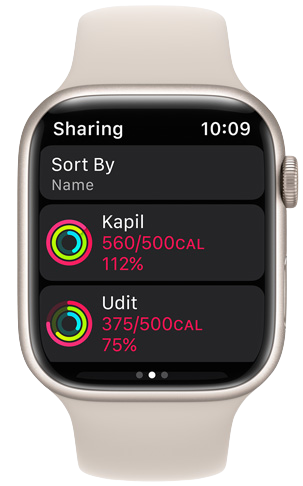 Sharing 10:09
Sort By
Name
Kapil
560/500CAL
112%
Udit
375/500CAL
75%